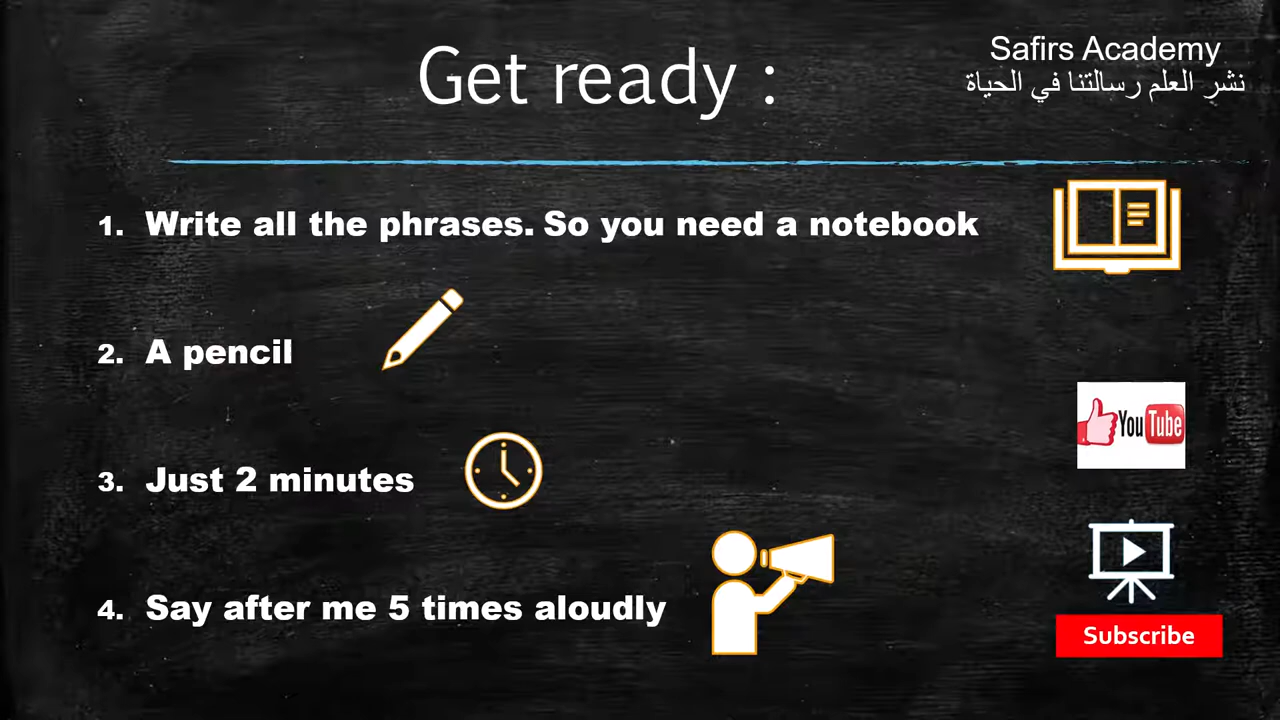 Get ready :
Safirs Academy
نشر العلم رسالتنا في الحياة
1. Write all the phrases. So you need a notebook
2. A pencil
3. Just 2 minutes
4. Say after me 5 times aloudly
YouTube
Subscribe